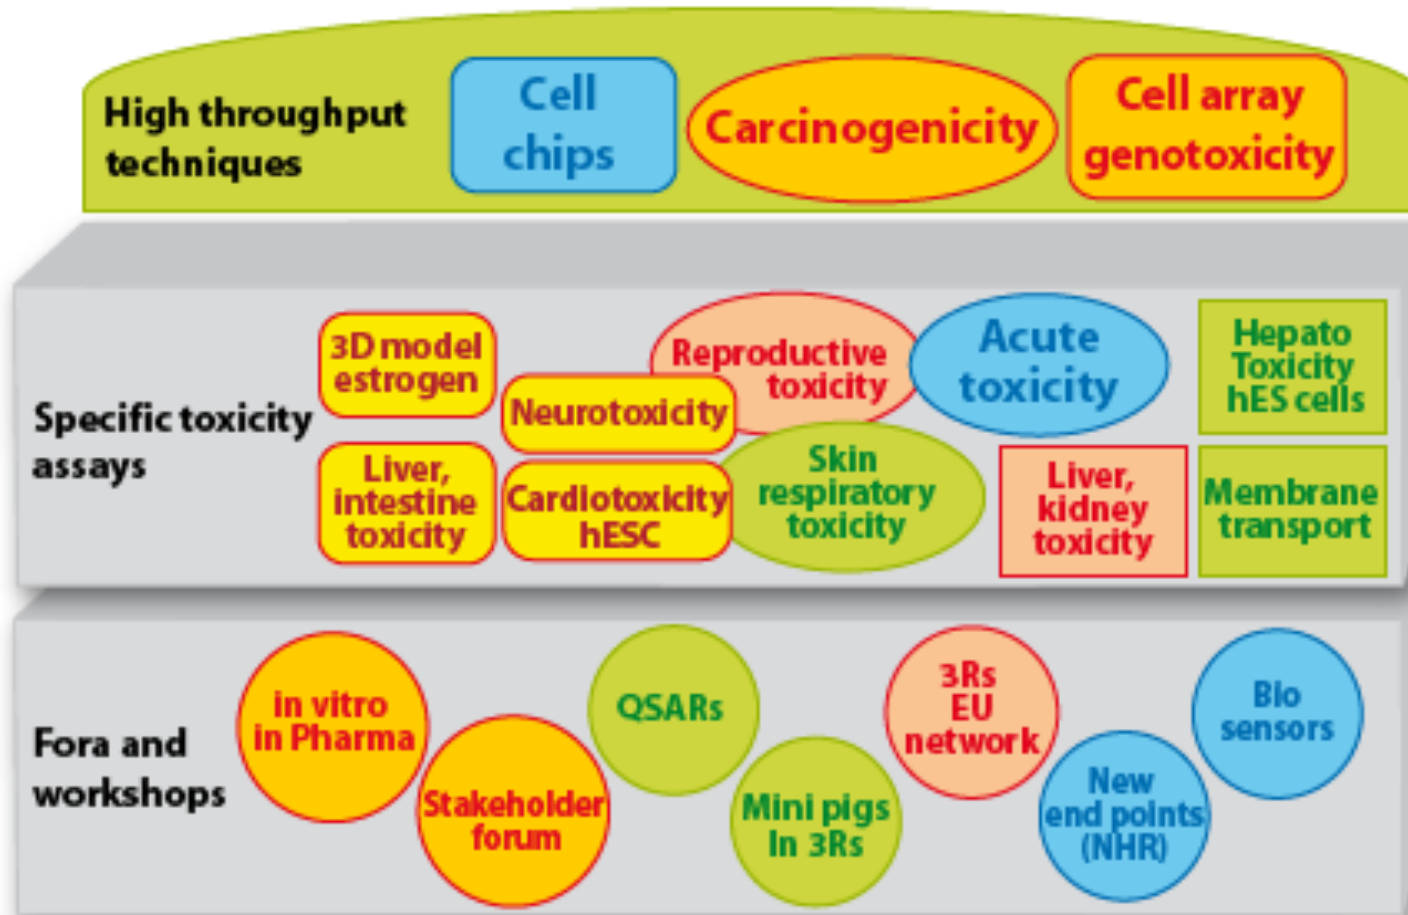 High throughput
techniques
Cell
chips
Carcinogenicity
Cell array
genotoxicity
Specific toxicity
assays
3D model
estrogen
Liver,
intestine
toxicity
Neurotoxicity
Cardiotoxicity
hESC
Reproductive
toxicity
Skin
respiratory
toxicity
Acute
toxicity
Liver,
kidney
toxicity
Hepato
Toxicity
hES cells
Membrane
transport
Fora and
workshops
in vitro
in Pharma
Stakeholder
forum
QSARs
Mini pigs
In 3Rs
3Rs
EU
network
New
end points
(NHR)
Bio
sensors